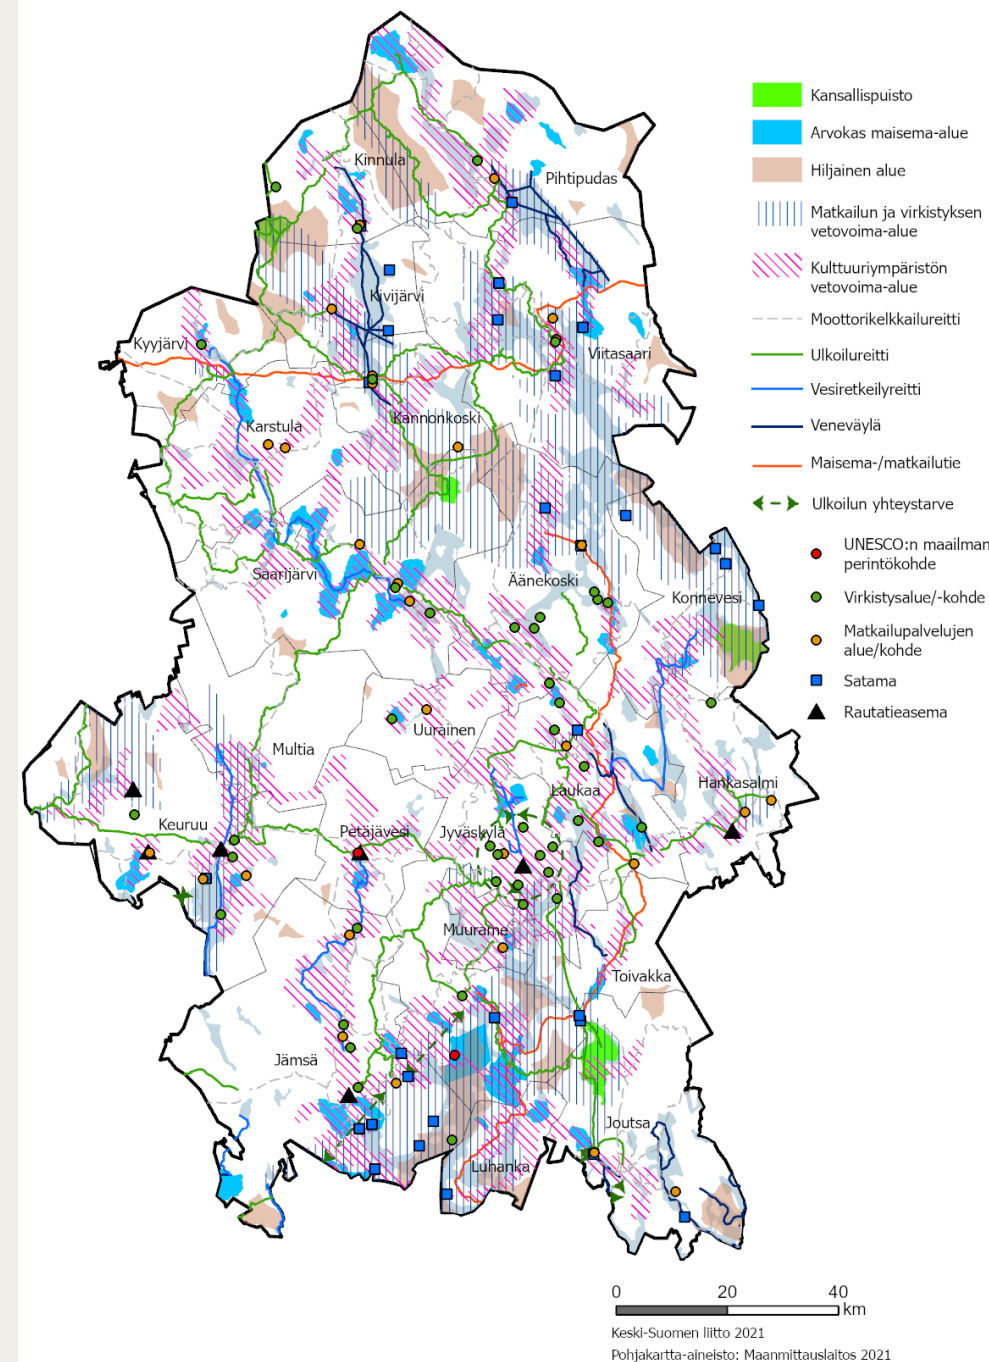 Kansallispuisto
Arvokas maisema-alue
Hiljainen alue
Matkailun ja virkistyksen
vetovoima-alue
Kulttuuriympäristön
vetovoima-alue
Moottorikelkkailureitti
Ulkoilureitti
Vesiretkeilyreitti
Veneväylä
Maisema-/matkailutie
Ulkoilun yhteystarve
UNESCO:n maailman
perintökohde
Virkistysalue/-kohde
Matkailupalvelujen
alue/kohde
Satama
Rautatieasema
Kinnula
Pihtipudas
Kivijärvi
Kyyjärvi
Viitasaari
Kannonkoski
Karstula
Saarijärvi
Äänekoski
Konnevesi
Uurainen
Multia
Hankasalmi
Laukaa
Keuruu
Petäjävesi
Jyväskylä
Muurame
Toivakka
Jämsä
Joutsa
Luhanka
0 20 40
km
Keski-Suomen liitto 2021
Pohjakartta-aineisto: Maanmittauslaitos 2021